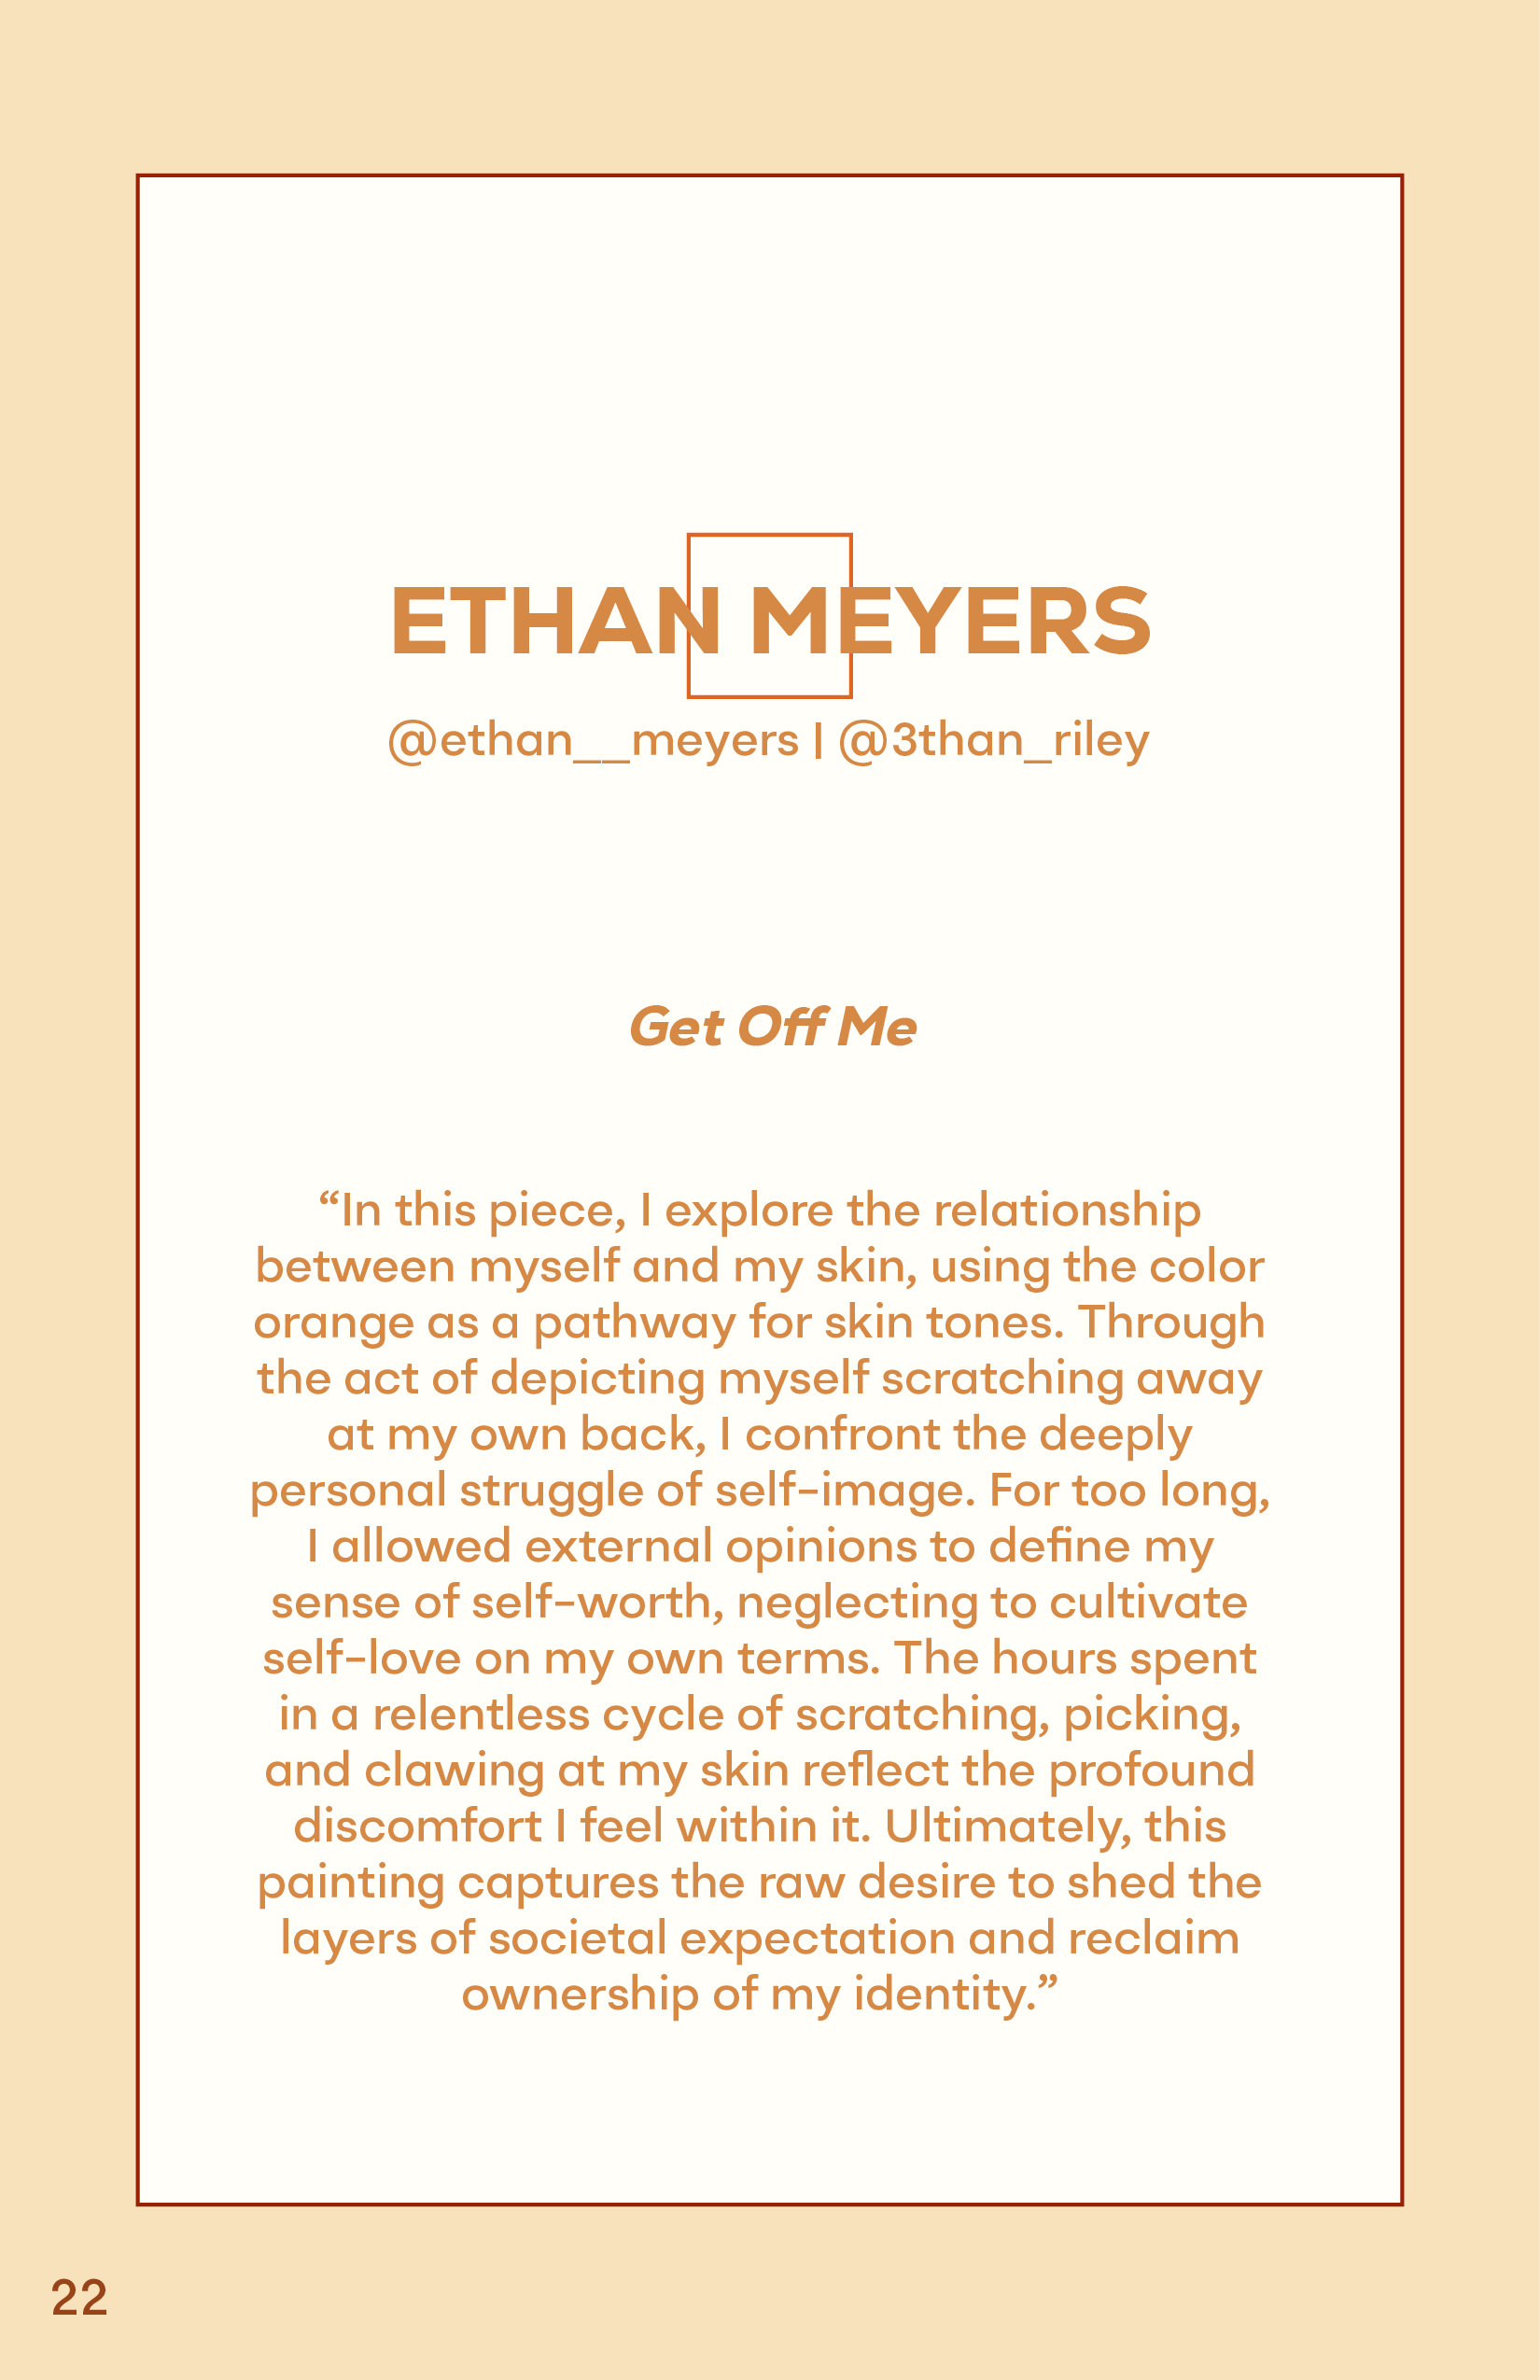 ETHAN MEYERS
@ethan__meyers | @3than_riley
Get Off Me
“In this piece, I explore the relationship
between myself and my skin, using the color
orange as a pathway for skin tones. Through
the act of depicting myself scratching away
at my own back, I confront the deeply
personal struggle of self-image. For too long,
I allowed external opinions to define my
sense of self-worth, neglecting to cultivate
self-love on my own terms. The hours spent
in a relentless cycle of scratching, picking,
and clawing at my skin reflect the profound
discomfort I feel within it. Ultimately, this
painting captures the raw desire to shed the
layers of societal expectation and reclaim
ownership of my identity.”
22